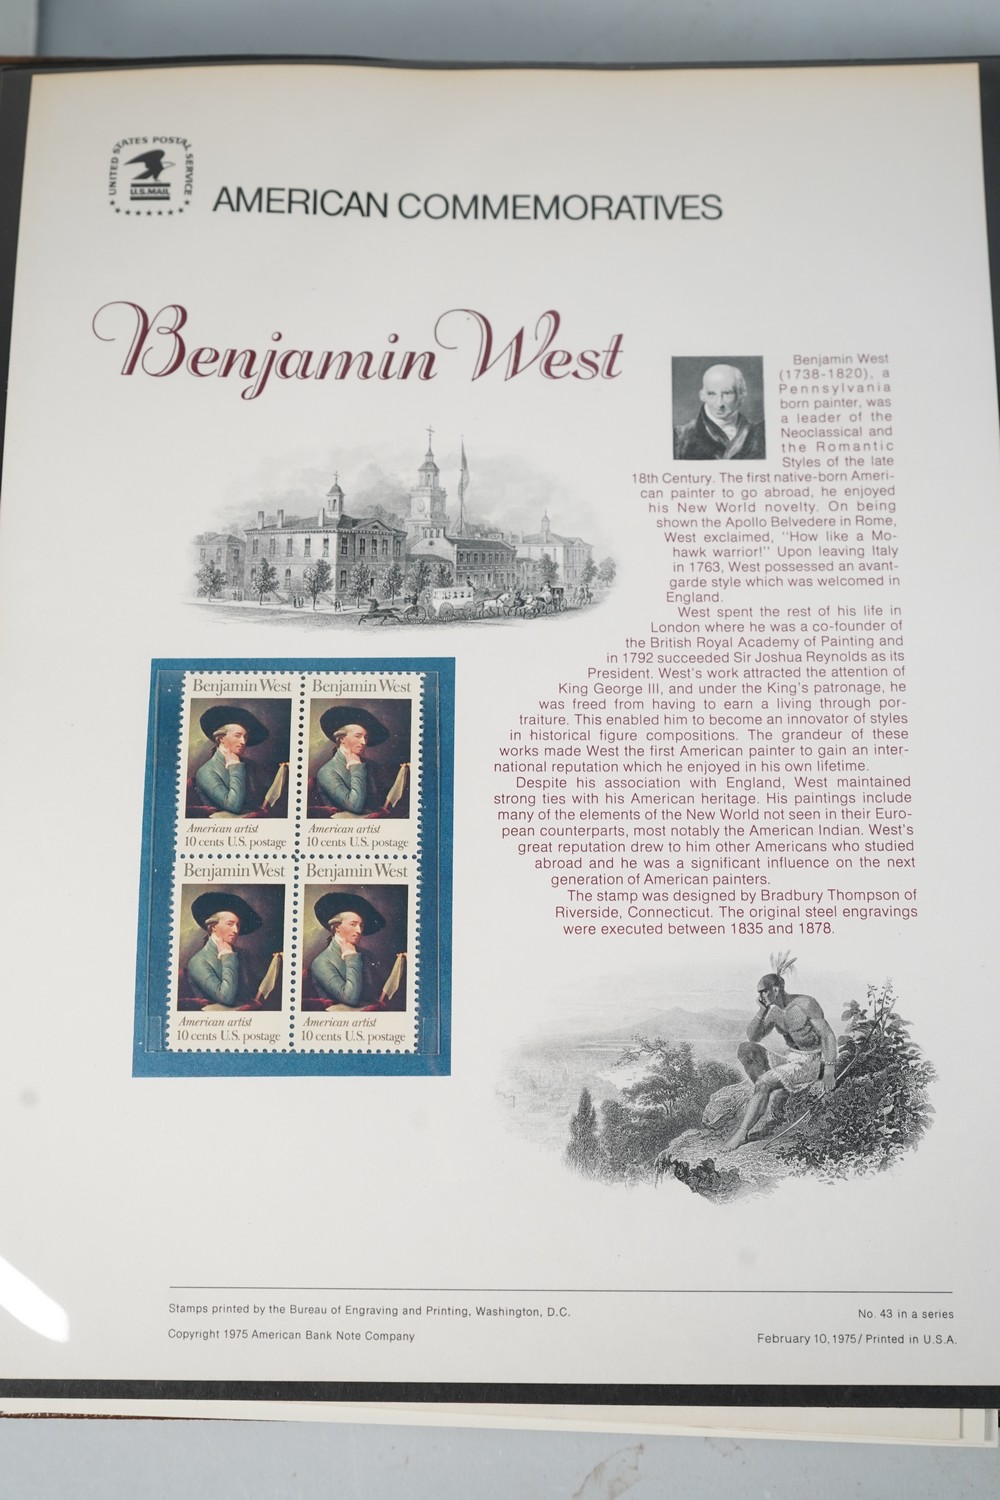 UNITED STATES POSTAL SERVICE
U.S.MAIL
AMERICAN COMMEMORATIVES
Benjamin West
Benjamin West
(1738-1820), a
Pennsylvania
born painter, was
a leader of the
Neoclassical and
the Romantic
Styles of the late
18th Century. The first native-born Ameri-
can painter to go abroad, he enjoyed
his New World novelty. On being
shown the Apollo Belvedere in Rome,
West exclaimed, "How like a Mo-
hawk warrior!" Upon leaving Italy
in 1763, West possessed an avant-
garde style which was welcomed in
England.
West spent the rest of his life in
London where he was a co-founder of
the British Royal Academy of Painting and
in 1792 succeeded Sir Joshua Reynolds as its
President. West's work attracted the attention of
King George III, and under the King's patronage, he
was freed from having to earn a living through por-
traiture. This enabled him to become an innovator of styles
in historical figure compositions. The grandeur of these
works made West the first American painter to gain an inter-
national reputation which he enjoyed in his own lifetime.
Despite his association with England, West maintained
strong ties with his American heritage. His paintings include
many of the elements of the New World not seen in their Euro-
pean counterparts, most notably the American Indian. West's
great reputation drew to him other Americans who studied
abroad and he was a significant influence on the next
generation of American painters.
The stamp was designed by Bradbury Thompson of
Riverside, Connecticut. The original steel engravings
were executed between 1835 and 1878.
Benjamin West
American artist
10 cents U.S. postage
Benjamin West
American artist
10 cents U.S. postage
Benjamin West
American artist
10 cents U.S. postage
Benjamin West
American artist
10 cents U.S. postage
Stamps printed by the Bureau of Engraving and Printing, Washington, D.C.
Copyright 1975 American Bank Note Company
No. 43 in a series
February 10, 1975/Printed in U.S.A.